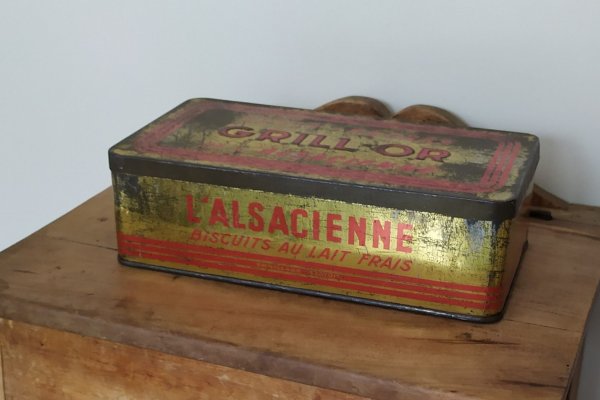 GRILL OR
L'ALSACIENNE
BISCUITS AU LAIT FRAIS